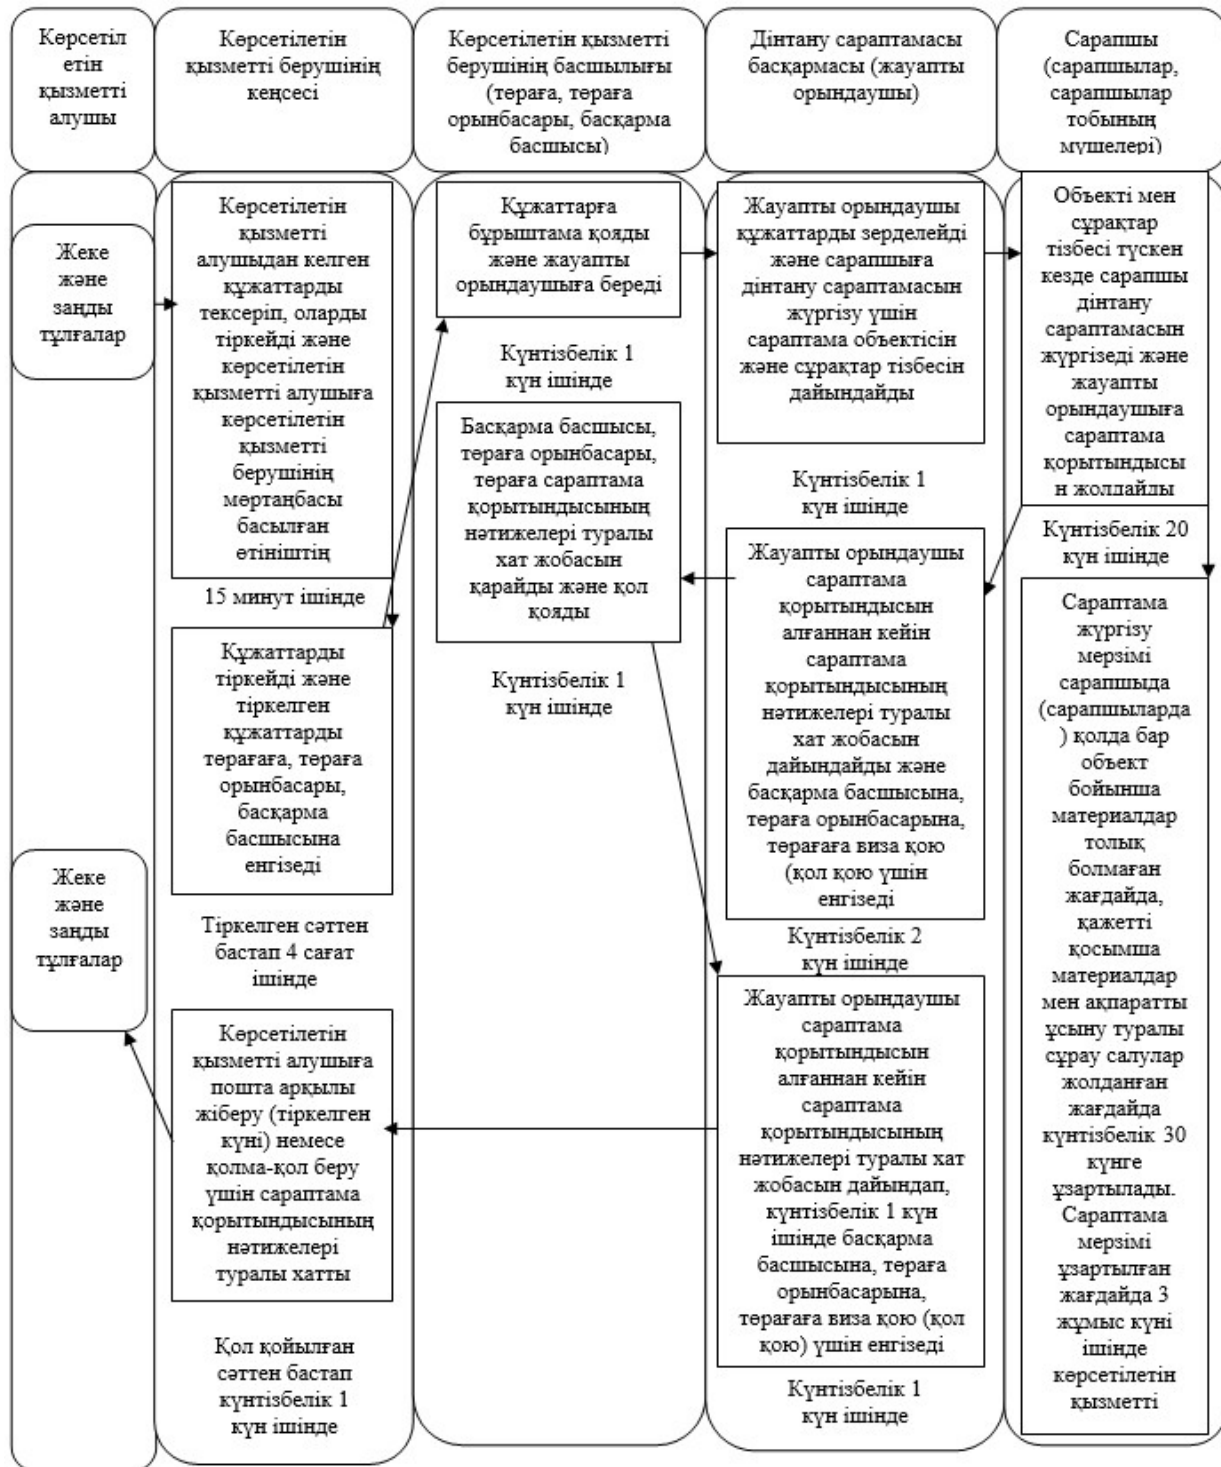 Көрсетіл
етін
қызметті
алушы
Көрсетілетін
қызметті берушінің
кеңсесі
Көрсетілетін қызметті
берушінің басшылығы
(төраға, төраға
орынбасары, басқарма
басшысы)
Дінтану сараптамасы
басқармасы (жауапты
орындаушы)
Сарапшы
(сарапшылар,
сарапшылар
тобының
мүшелері)
Жеке
және
заңды
тұлғалар
Көрсетілетін
қызметті
алушыдан келген
құжаттарды
тексеріп, оларды
тіркейді және
көрсетілетін
қызметті алушыға
көрсетілетін
қызметті
берушінің
мөртаңбасы
басылған
өтініштің
15 минут ішінде
Құжаттарды
тіркейді және
тіркелген
құжаттарды
төрағаға, төраға
орынбасары,
басқарма
басшысына
енгізеді
Тіркелген сәттен
бастап 4 сағат
ішінде
Құжаттарға
бұрыштама қояды
және жауапты
орындаушыға береді
Күнтізбелік 1
күн ішінде
Басқарма басшысы,
төраға орынбасары,
төраға сараптама
қорытындысының
нәтижелері туралы
хат жобасын
қарайды және қол
қояды
Күнтізбелік 1
күн ішінде
Жауапты орындаушы
құжаттарды зерделейді
және сарапшыға
дінтану сараптамасын
жүргізу үшін
сараптама объектісін
және сұрақтар тізбесін
дайындайды
Күнтізбелік 1
күн ішінде
Жауапты орындаушы
сараптама
қорытындысын
алғаннан кейін
сараптама
қорытындысының
нәтижелері туралы
хат жобасын
дайындайды және
басқарма басшысына,
төраға орынбасарына,
төрағаға виза қою
(қол қою үшін
енгізеді
Күнтізбелік 2
күн ішінде
Объекті мен
сұрақтар
тізбесі түскен
кезде сарапшы
дінтану
сараптамасын
жүргізеді және
жауапты
орындаушыға
сараптама
қорытындысы
н жолдайды
Күнтізбелік 20
күн ішінде
Сараптама
жүргізу
мерзімі
сарапшыда
(сарапшыларда
) қолда бар
объект
бойынша
материалдар
толық
болмаған
жағдайда,
қажетті
қосымша
материалдар
мен ақпаратты
ұсыну туралы
сұрау салулар
жолданған
жағдайда
күнтізбелік 30
күнге
ұзартылады.
Сараптама
мерзімі
ұзартылған
жағдайда 3
жұмыс күні
ішінде
көрсетілетін
қызметті
Жауапты орындаушы
сараптама
қорытындысын
алғаннан кейін
сараптама
қорытындысының
нәтижелері туралы хат
жобасын дайындап,
күнтізбелік 1 күн
ішінде басқарма
басшысына, төраға
орынбасарына,
төрағаға виза қою (қол
қою) үшін енгізеді
Күнтізбелік 1
күн ішінде
Көрсетілетін
қызметті алушыға
пошта арқылы
жіберу (тіркелген
күні) немесе
қолма-қол беру
үшін сараптама
қорытындысының
нәтижелері
туралы хатты
Қол қойылған
сәттен бастап
күнтізбелік 1
күн ішінде
Жеке
және
заңды
тұлғалар